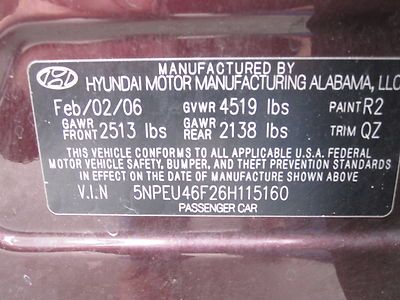 MANUFACTURED BY
HYUNDAI MOTOR MANUFACTURING ALABAMA, LLC
Feb/02/06 GVWR 4519 lbs PAINT R2
GAWR FRONT 2513 lbs GAWR REAR 2138 lbs TRIM QZ
THIS VEHICLE CONFORMS TO ALL APPLICABLE U.S.A. FEDERAL
MOTOR VEHICLE SAFETY, BUMPER, AND THEFT PREVENTION
STANDARDS IN EFFECT ON THE DATE OF MANUFACTURE SHOWN ABOVE
V.I.N 5NPEU46F26H115160
PASSENGER CAR